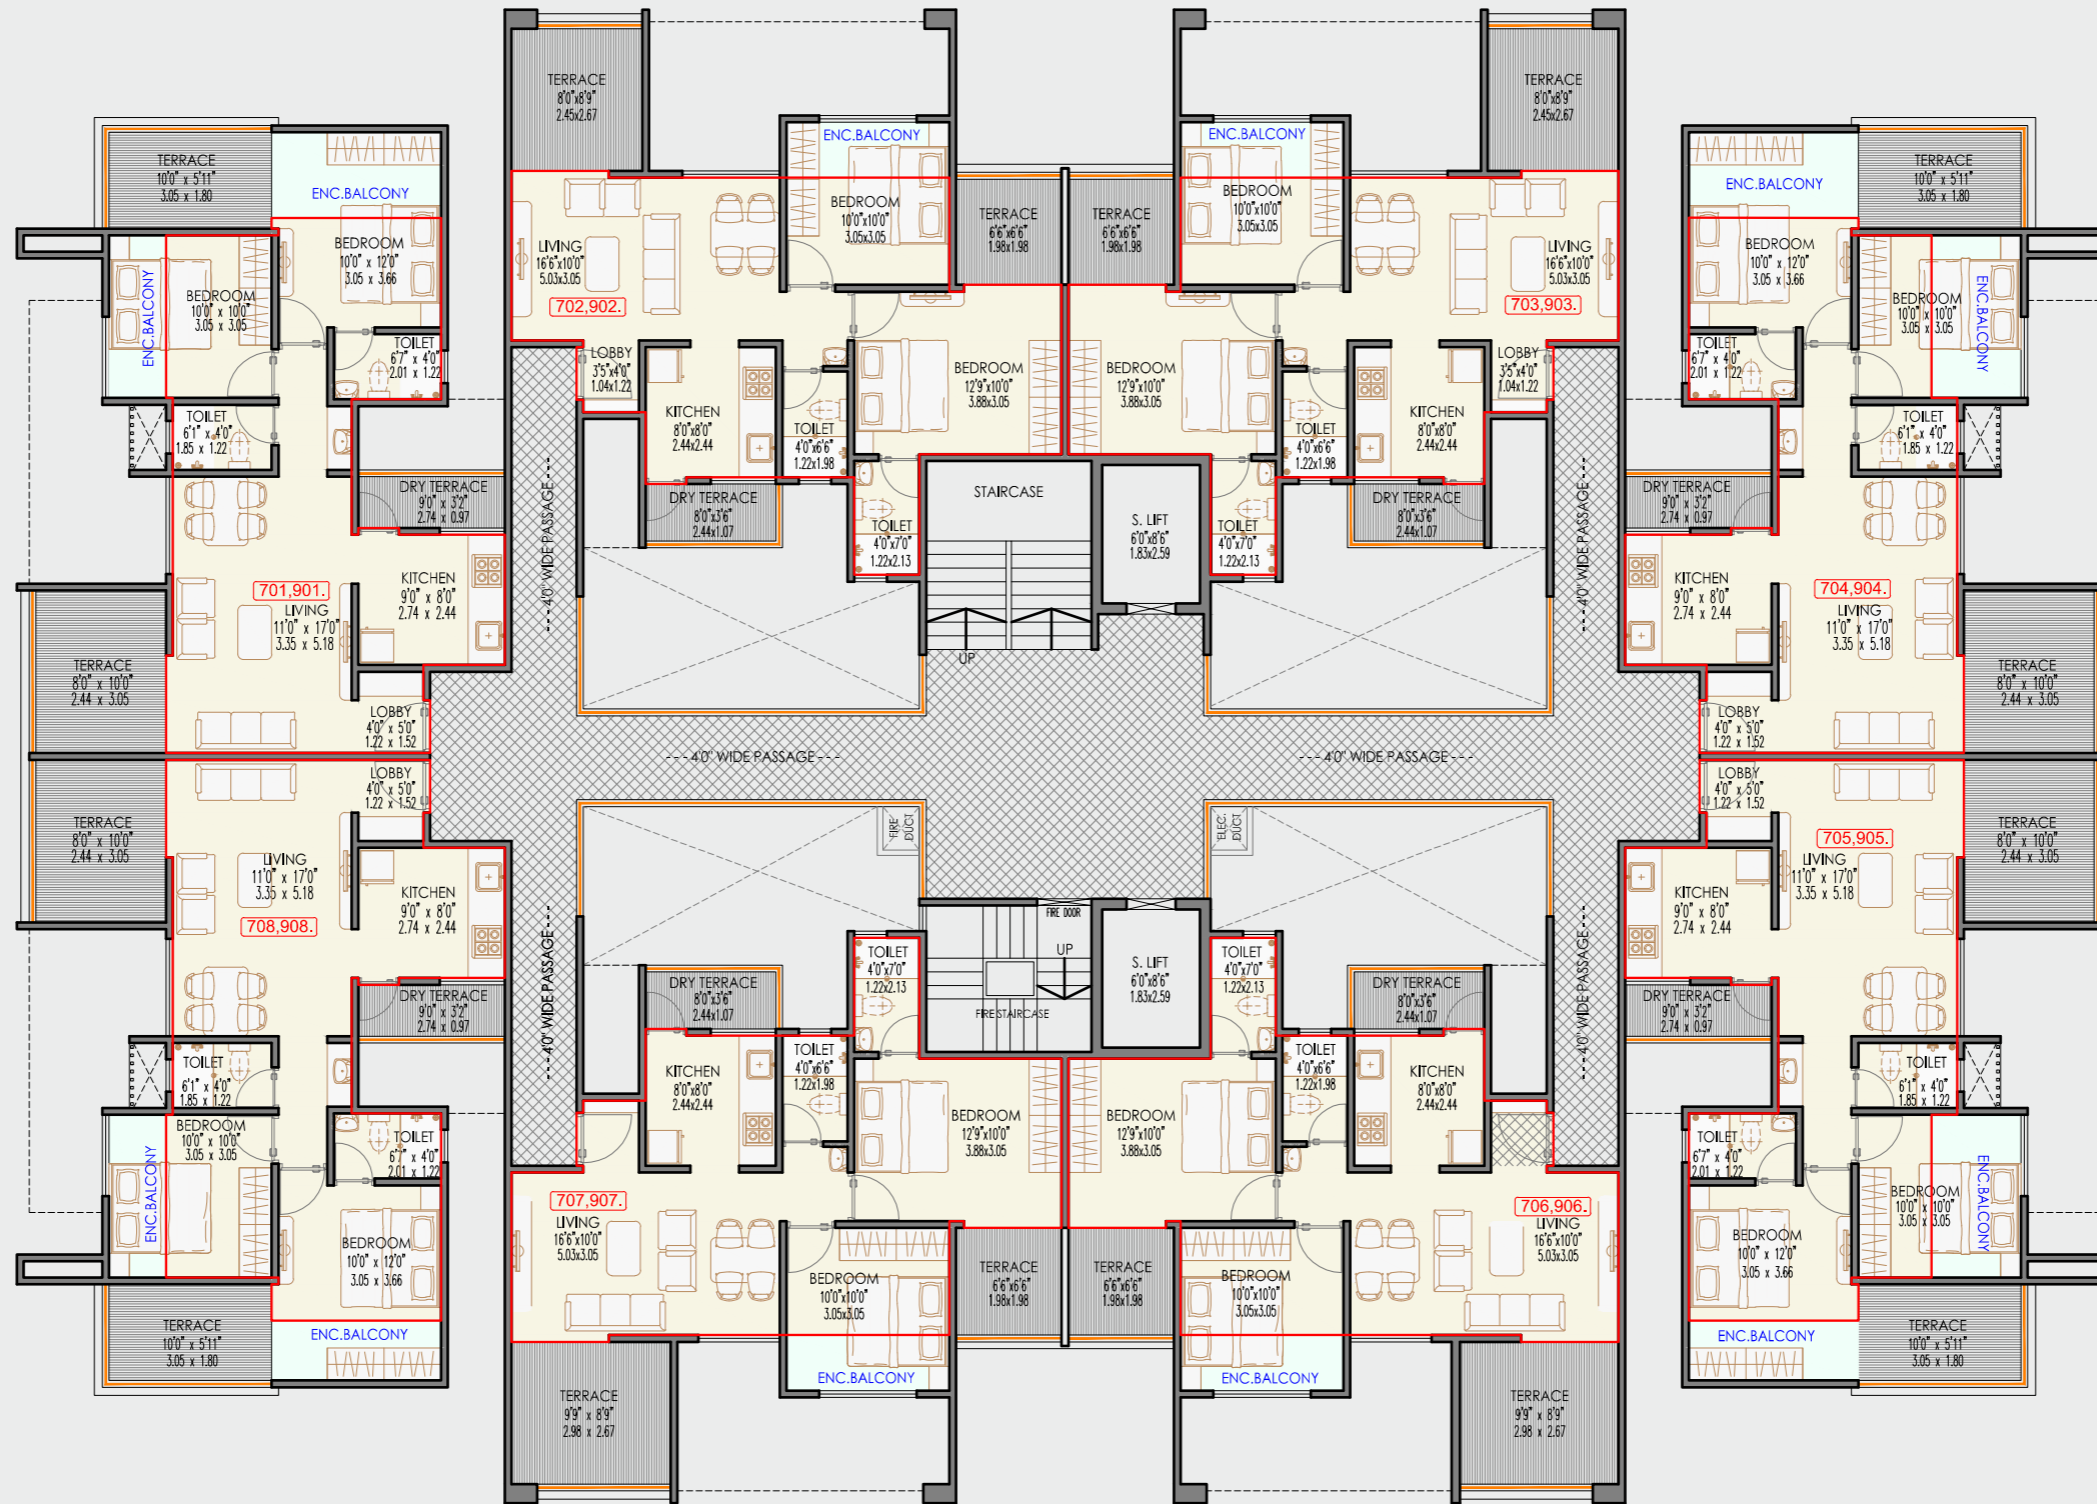 TERRACE
8'0"x8'9"
2.45x2.67
ENC.BALCONY
BEDROOM
10'0"x10'0"
3.05x3.05
LIVING
16'6"x10'0"
5.03x3.05
702,902.
TERRACE
6'6"x6'6"
1.98x1.98
LOBBY
3'5"x4'0"
1.04x1.22
KITCHEN
8'0"x8'0"
2.44x2.44
TOILET
4'0"x6'6"
1.22x1.98
BEDROOM
12'9"x10'0"
3.88x3.05
DRY TERRACE
8'0"x3'6"
2.44x1.07
TOILET
4'0"x7'0"
1.22x2.13
TERRACE
8'0"x8'9"
2.45x2.67
ENC.BALCONY
BEDROOM
10'0"x10'0"
3.05x3.05
LIVING
16'6"x10'0"
5.03x3.05
703,903.
TERRACE
6'6"x6'6"
1.98x1.98
LOBBY
3'5"x4'0"
1.04x1.22
KITCHEN
8'0"x8'0"
2.44x2.44
TOILET
4'0"x6'6"
1.22x1.98
BEDROOM
12'9"x10'0"
3.88x3.05
DRY TERRACE
8'0"x3'6"
2.44x1.07
TOILET
4'0"x7'0"
1.22x2.13
TERRACE
10'0" x 5'11"
3.05 x 1.80
ENC.BALCONY
BEDROOM
10'0" x 12'0"
3.05 x 3.66
ENC.BALCONY
BEDROOM
10'0" x 10'0"
3.05 x 3.05
TOILET
6'7" x 4'0"
2.01 x 1.22
TOILET
6'1" x 4'0"
1.85 x 1.22
DRY TERRACE
9'0" x 3'2"
2.74 x 0.97
KITCHEN
9'0" x 8'0"
2.74 x 2.44
701,901.
LIVING
11'0" x 17'0"
3.35 x 5.18
TERRACE
8'0" x 10'0"
2.44 x 3.05
LOBBY
4'0" x 5'0"
1.22 x 1.52
TERRACE
10'0" x 5'11"
3.05 x 1.80
ENC.BALCONY
BEDROOM
10'0" x 12'0"
3.05 x 3.66
ENC.BALCONY
BEDROOM
10'0" x 10'0"
3.05 x 3.05
TOILET
6'7" x 4'0"
2.01 x 1.22
TOILET
6'1" x 4'0"
1.85 x 1.22
DRY TERRACE
9'0" x 3'2"
2.74 x 0.97
KITCHEN
9'0" x 8'0"
2.74 x 2.44
704,904.
LIVING
11'0" x 17'0"
3.35 x 5.18
TERRACE
8'0" x 10'0"
2.44 x 3.05
LOBBY
4'0" x 5'0"
1.22 x 1.52
STAIRCASE
UP
S. LIFT
6'0"x8'6"
1.83x2.59
---4'0" WIDE PASSAGE---
---4'0" WIDE PASSAGE---
---4'0" WIDE PASSAGE---
---4'0" WIDE PASSAGE---
---4'0" WIDE PASSAGE---
---4'0" WIDE PASSAGE---
FIRE DUCT
ELEC. DUCT
FIRE DOOR
UP
FIRE STAIRCASE
S. LIFT
6'0"x8'6"
1.83x2.59
LOBBY
4'0" x 5'0"
1.22 x 1.52
TERRACE
8'0" x 10'0"
2.44 x 3.05
LIVING
11'0" x 17'0"
3.35 x 5.18
708,908.
KITCHEN
9'0" x 8'0"
2.74 x 2.44
DRY TERRACE
9'0" x 3'2"
2.74 x 0.97
TOILET
6'1" x 4'0"
1.85 x 1.22
BEDROOM
10'0" x 10'0"
3.05 x 3.05
ENC.BALCONY
TOILET
6'7" x 4'0"
2.01 x 1.22
BEDROOM
10'0" x 12'0"
3.05 x 3.66
TERRACE
10'0" x 5'11"
3.05 x 1.80
ENC.BALCONY
LOBBY
4'0" x 5'0"
1.22 x 1.52
TERRACE
8'0" x 10'0"
2.44 x 3.05
705,905.
LIVING
11'0" x 17'0"
3.35 x 5.18
KITCHEN
9'0" x 8'0"
2.74 x 2.44
DRY TERRACE
9'0" x 3'2"
2.74 x 0.97
TOILET
6'1" x 4'0"
1.85 x 1.22
TOILET
6'7" x 4'0"
2.01 x 1.22
BEDROOM
10'0" x 10'0"
3.05 x 3.05
ENC.BALCONY
BEDROOM
10'0" x 12'0"
3.05 x 3.66
ENC.BALCONY
TERRACE
10'0" x 5'11"
3.05 x 1.80
TOILET
4'0"x7'0"
1.22x2.13
DRY TERRACE
8'0"x3'6"
2.44x1.07
TOILET
4'0"x6'6"
1.22x1.98
KITCHEN
8'0"x8'0"
2.44x2.44
BEDROOM
12'9"x10'0"
3.88x3.05
707,907.
LIVING
16'6"x10'0"
5.03x3.05
BEDROOM
10'0"x10'0"
3.05x3.05
TERRACE
6'6"x6'6"
1.98x1.98
ENC.BALCONY
TERRACE
9'9" x 8'9"
2.98 x 2.67
TOILET
4'0"x7'0"
1.22x2.13
DRY TERRACE
8'0"x3'6"
2.44x1.07
TOILET
4'0"x6'6"
1.22x1.98
KITCHEN
8'0"x8'0"
2.44x2.44
BEDROOM
12'9"x10'0"
3.88x3.05
706,906.
LIVING
16'6"x10'0"
5.03x3.05
TERRACE
6'6"x6'6"
1.98x1.98
BEDROOM
10'0"x10'0"
3.05x3.05
ENC.BALCONY
TERRACE
9'9" x 8'9"
2.98 x 2.67